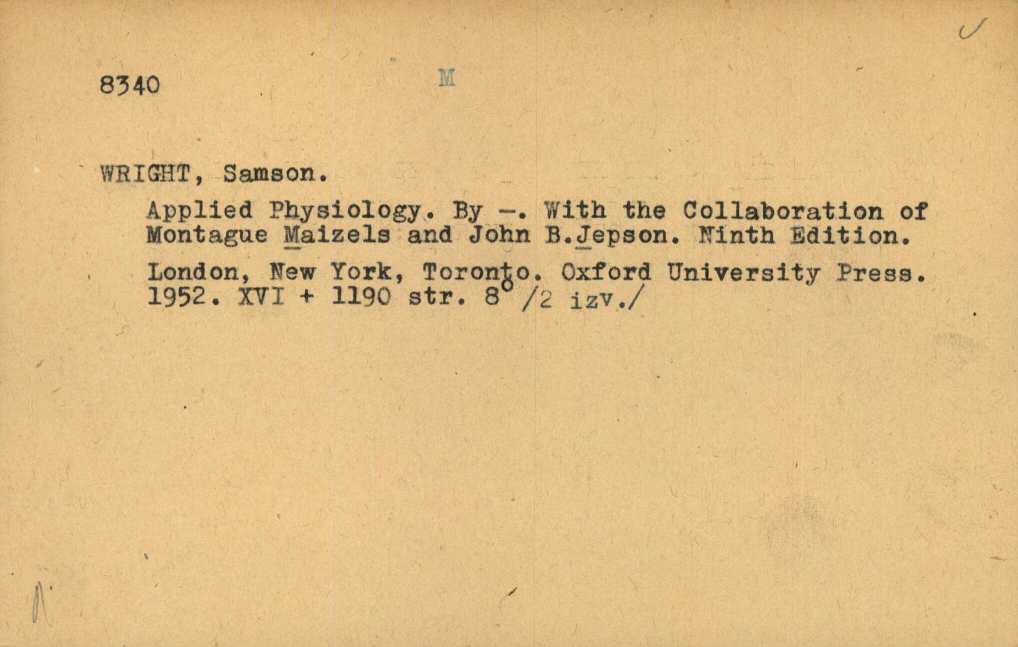 8340 M
WRIGHT, Samson.
Applied Physiology. By —. With the Collaboration of
Montague Maizels and John B.Jepson. Ninth Edition.
London, New York, Toronto. Oxford University Press.
1952. XVI + 1190 str. 8° /2 izv./